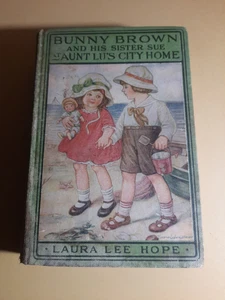 BUNNY BROWN
AND HIS SISTER SUE
AT AUNT LU'S CITY HOME
LAURA LEE HOPE